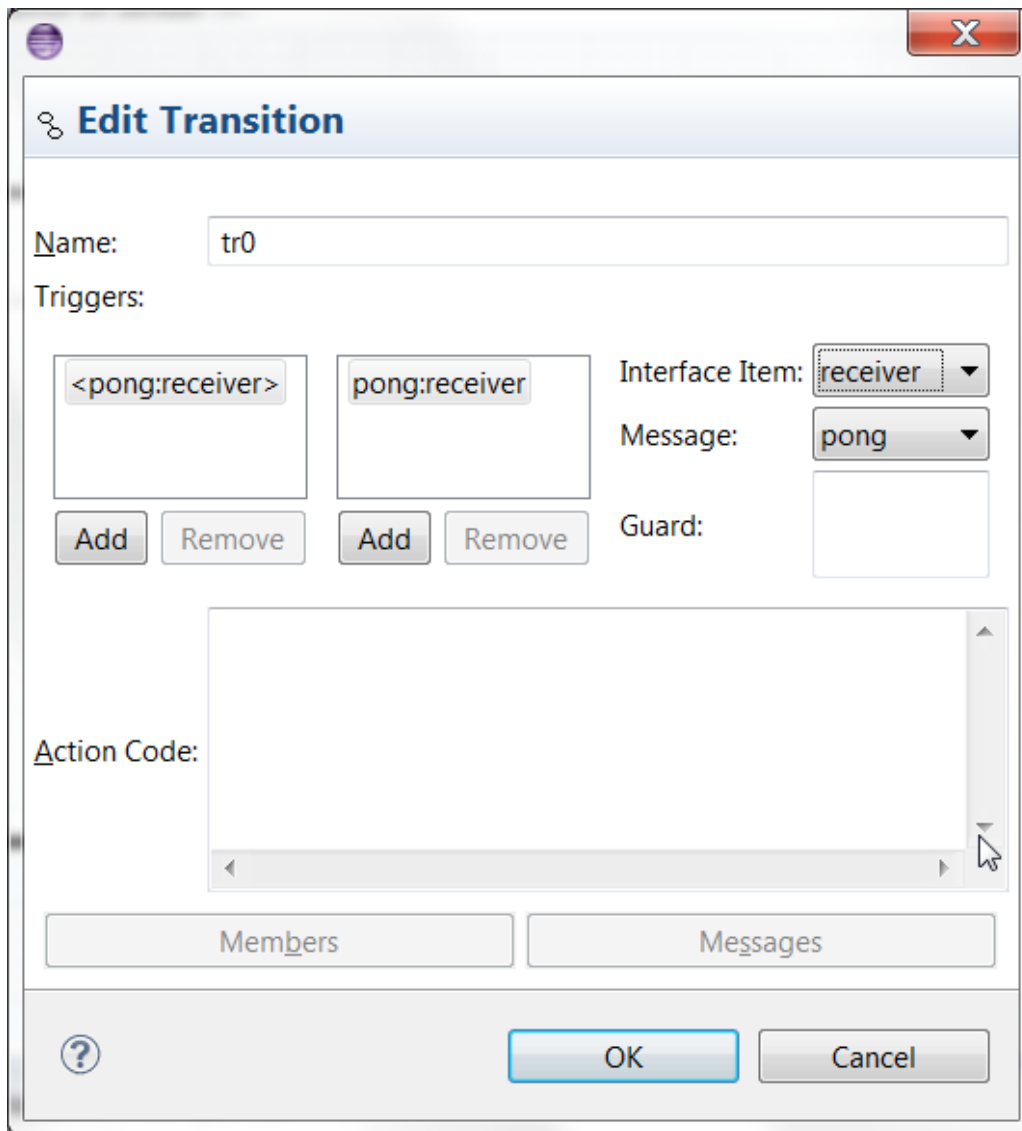 Edit Transition
Name: tr0
Triggers:
<pong:receiver> pong:receiver Interface Item: receiver
Message: pong
Add Remove Add Remove Guard:
Action Code:
Members Messages
? OK Cancel